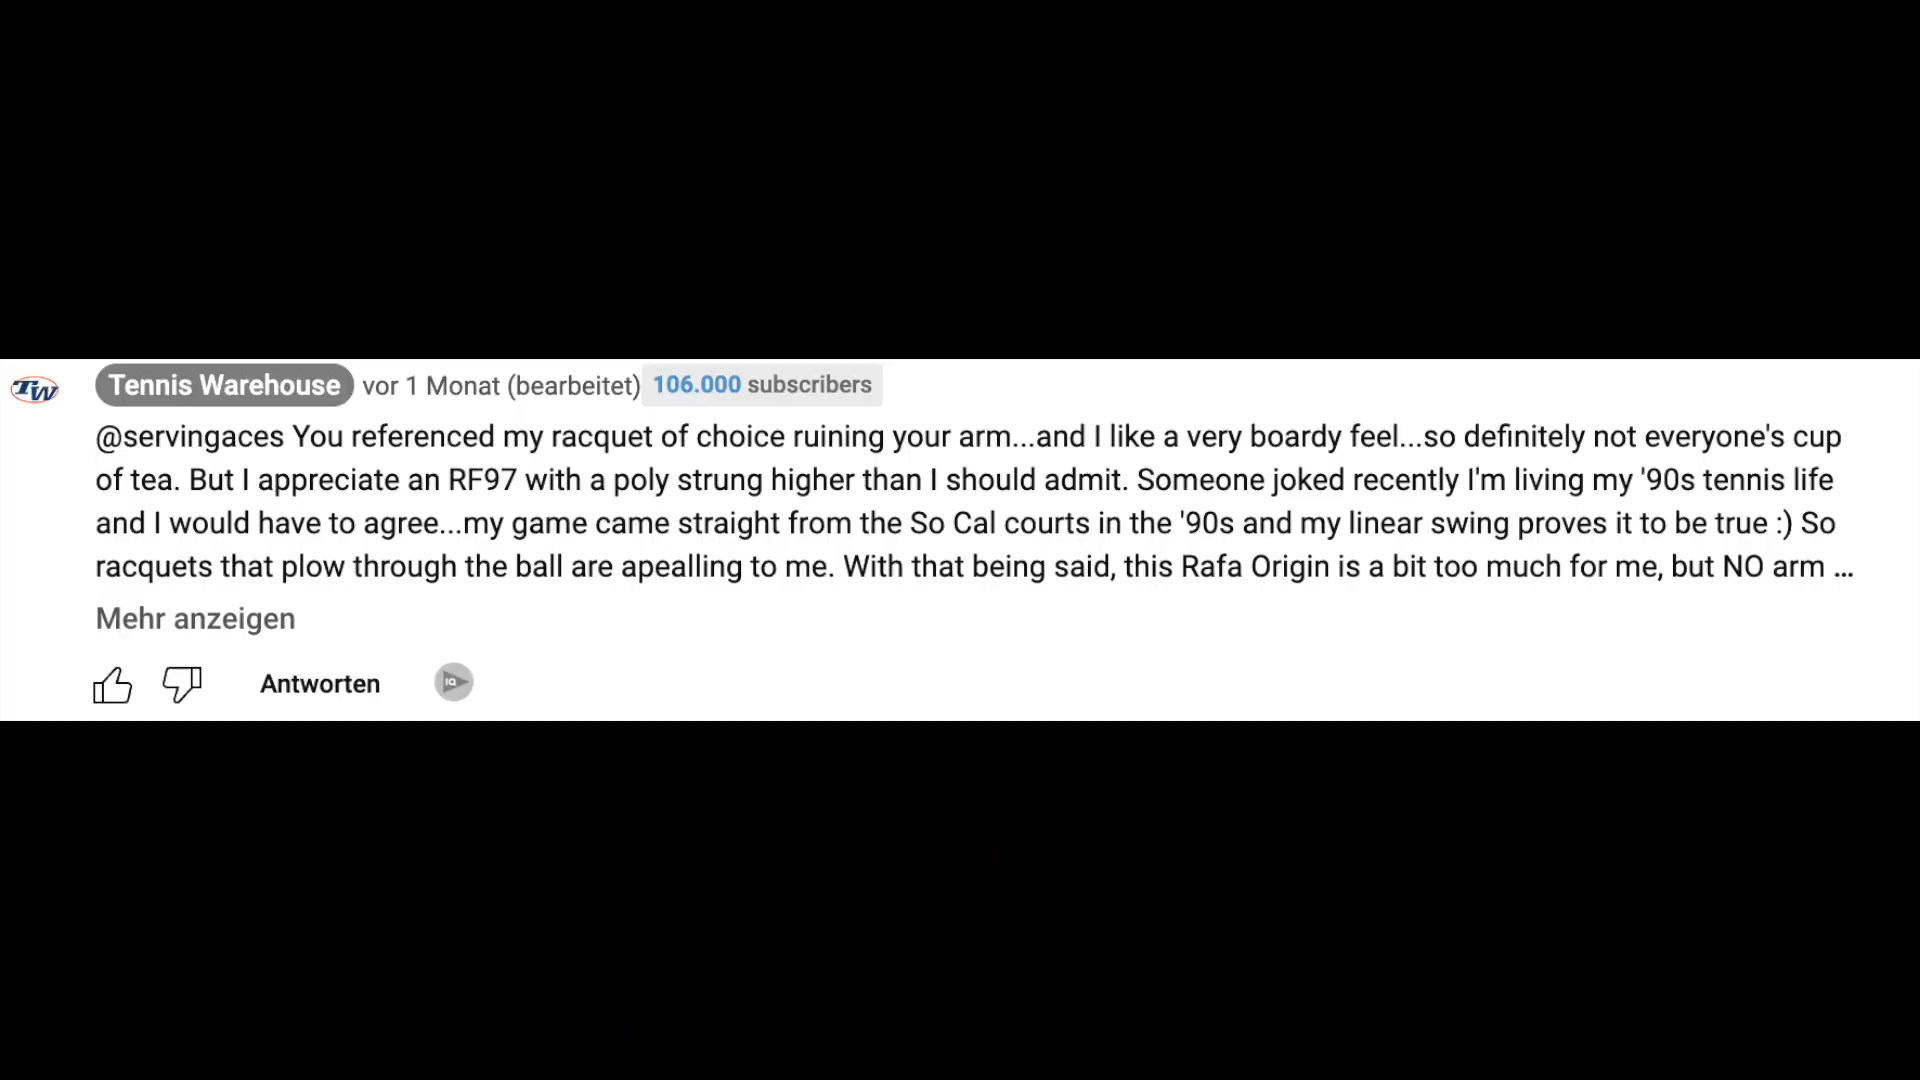 TW
Tennis Warehouse vor 1 Monat (bearbeitet) 106.000 subscribers
@servingaces You referenced my racquet of choice ruining your arm...and I like a very boardy feel...so definitely not everyone's cup
of tea. But I appreciate an RF97 with a poly strung higher than I should admit. Someone joked recently I'm living my '90s tennis life
and I would have to agree...my game came straight from the So Cal courts in the '90s and my linear swing proves it to be true :) So
racquets that plow through the ball are apealling to me. With that being said, this Rafa Origin is a bit too much for me, but NO arm ...
Mehr anzeigen
Antworten IQ